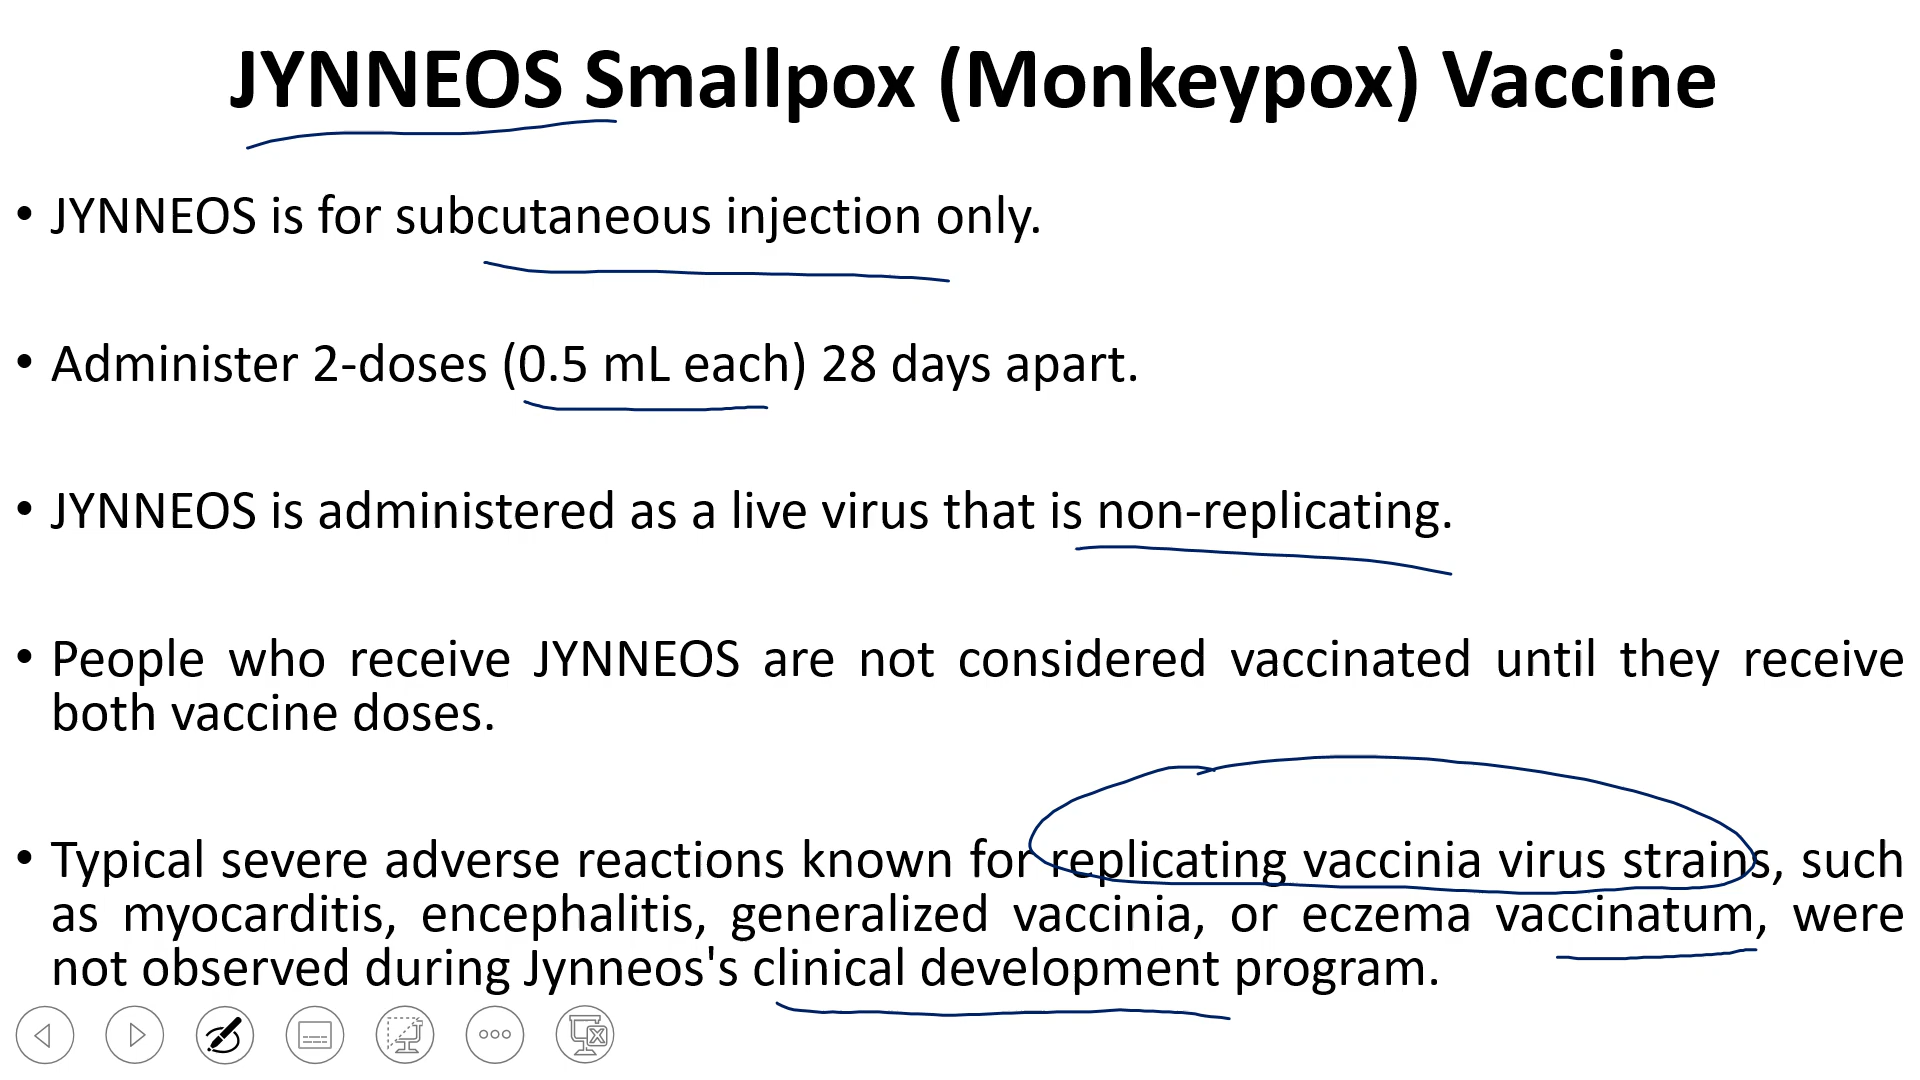 JYNNEOS Smallpox (Monkeypox) Vaccine
• JYNNEOS is for subcutaneous injection only.
• Administer 2-doses (0.5 mL each) 28 days apart.
• JYNNEOS is administered as a live virus that is non-replicating.
• People who receive JYNNEOS are not considered vaccinated until they receive
both vaccine doses.
• Typical severe adverse reactions known for replicating vaccinia virus strains, such
as myocarditis, encephalitis, generalized vaccinia, or eczema vaccinatum, were
not observed during Jynneos's clinical development program.